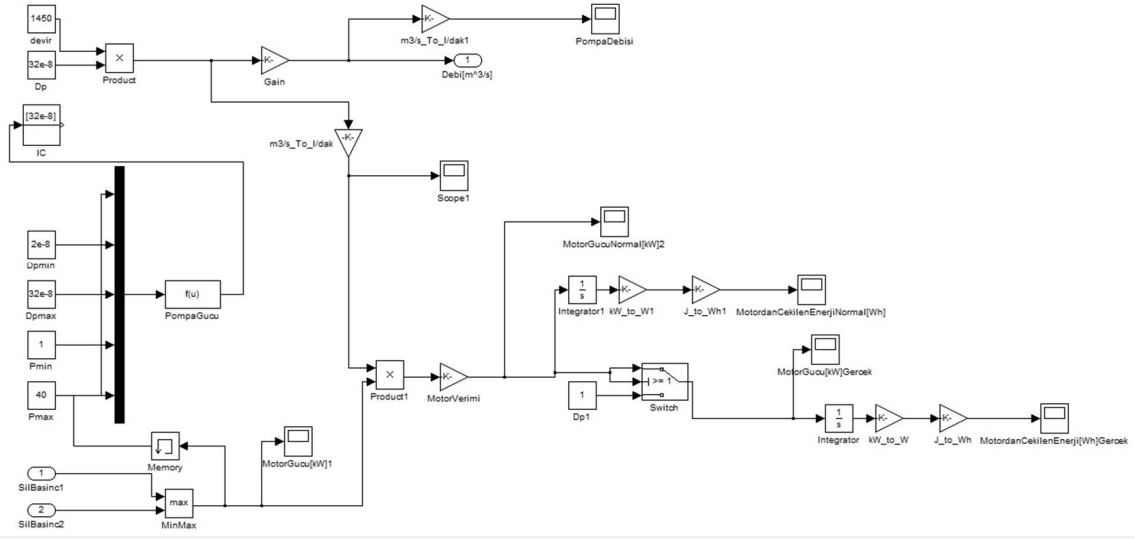 1450
devir
32e-8
Dp
×
Product
K-
Gain
K-
m3/s_To_l/dak1
PompaDebisi
1
Debi[m^3/s]
[32e-8]
IC
-K-
m3/s_To_l/dak
Scope1
2e-8
Dpmin
32e-8
Dpmax
1
Pmin
40
Pmax
f(u)
PompaGucu
Memory
1
SilBasinc1
2
SilBasinc2
max
MinMax
MotorGucu[kW]1
×
Product1
K-
MotorVerimi
MotorGucuNormal[kW]2
1
s
Integrator1
K-
kW_to_W1
K-
J_to_Wh1
MotordanCekilenEnerjiNormal[Wh]
1
Dp1
>= 1
Switch
MotorGucu[kW]Gercek
1
s
Integrator
K-
kW_to_W
K-
J_to_Wh
MotordanCekilenEnerji[Wh]Gercek